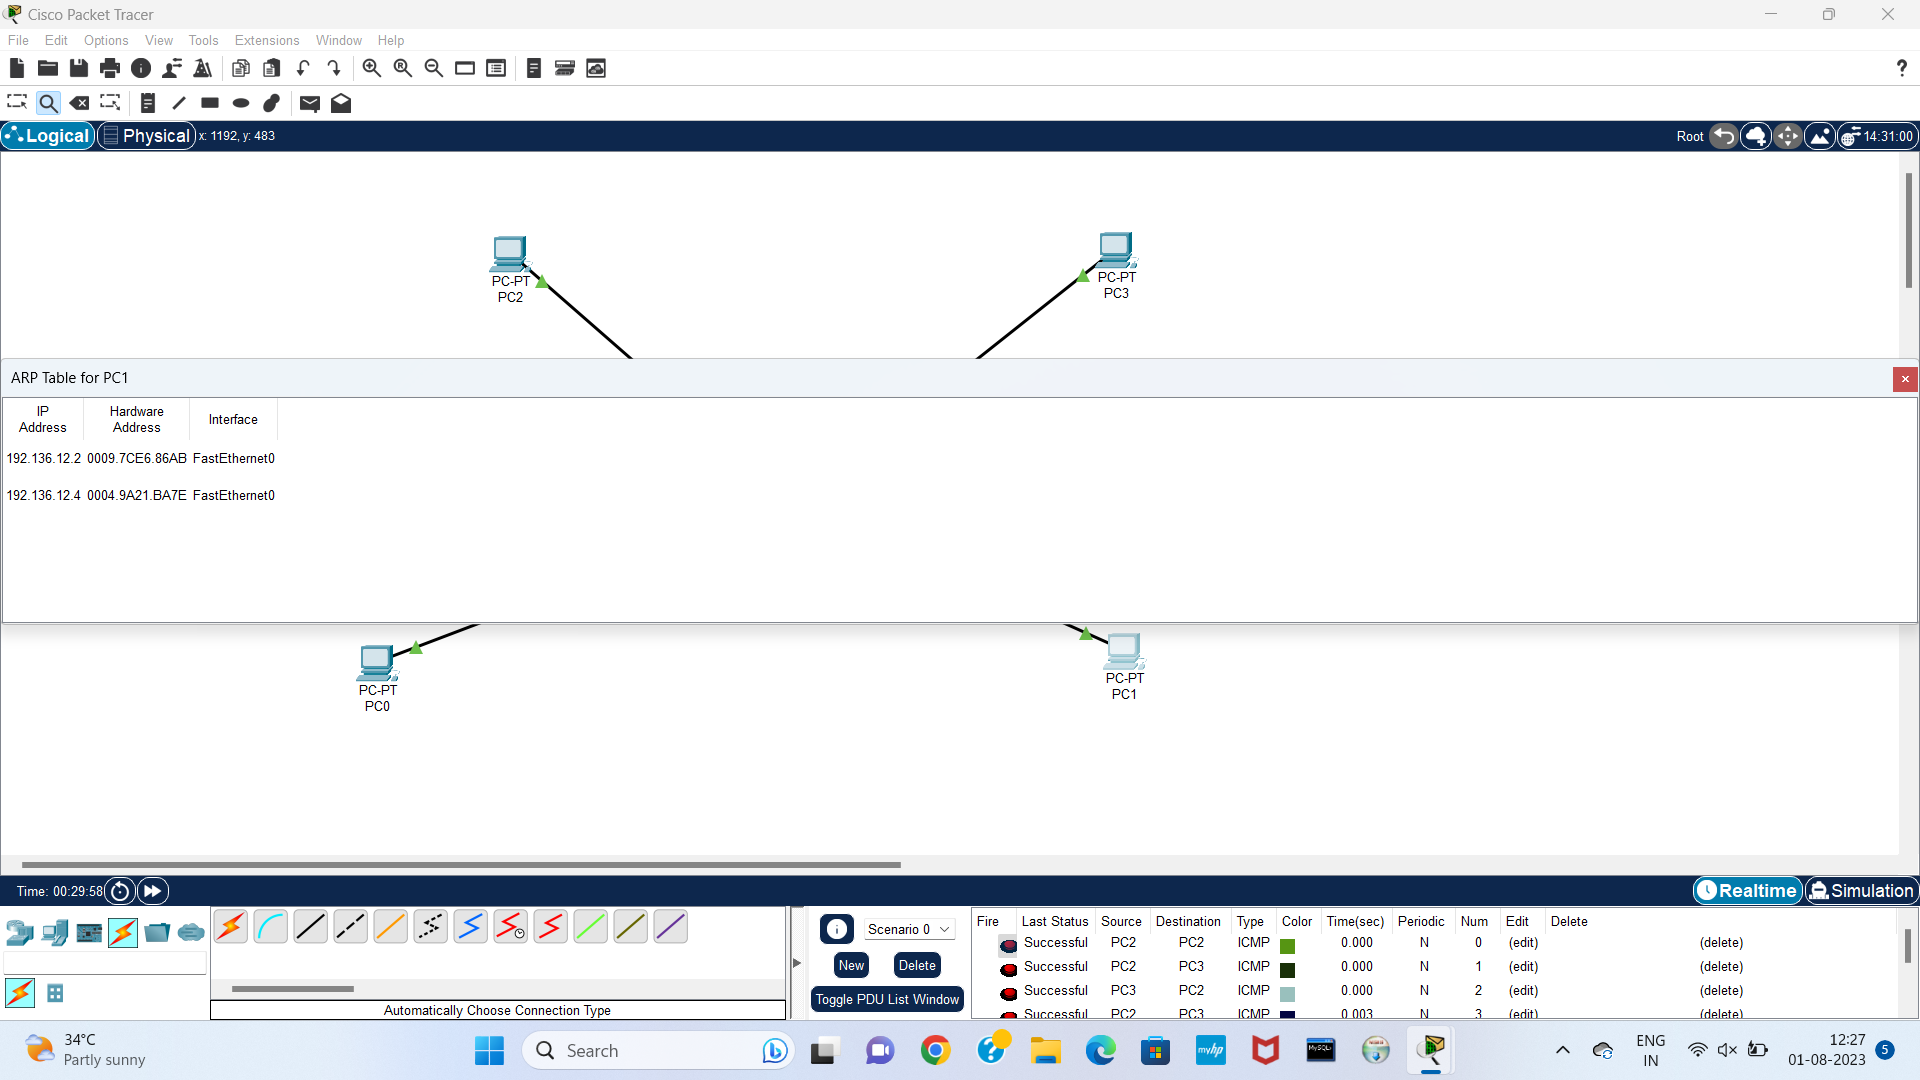 Cisco Packet Tracer
File Edit Options View Tools Extensions Window Help
?
Logical Physical x: 1192, y: 483 Root 14:31:00
PC-PT
PC2
PC-PT
PC3
ARP Table for PC1
IP Address Hardware Address Interface
192.136.12.2 0009.7CE6.86AB FastEthernet0
192.136.12.4 0004.9A21.BA7E FastEthernet0
PC-PT
PC0
PC-PT
PC1
Time: 00:29:58 Realtime Simulation
Scenario 0
New Delete
Toggle PDU List Window
Automatically Choose Connection Type
Fire Last Status Source Destination Type Color Time(sec) Periodic Num Edit Delete
Successful PC2 PC2 ICMP 0.000 N 0 (edit) (delete)
Successful PC2 PC3 ICMP 0.000 N 1 (edit) (delete)
Successful PC3 PC2 ICMP 0.000 N 2 (edit) (delete)
Successful PC2 PC3 ICMP 0.003 N 3 (edit) (delete)
34°C
Partly sunny
Search
myhp
MySQL
ENG
IN
12:27
01-08-2023
5